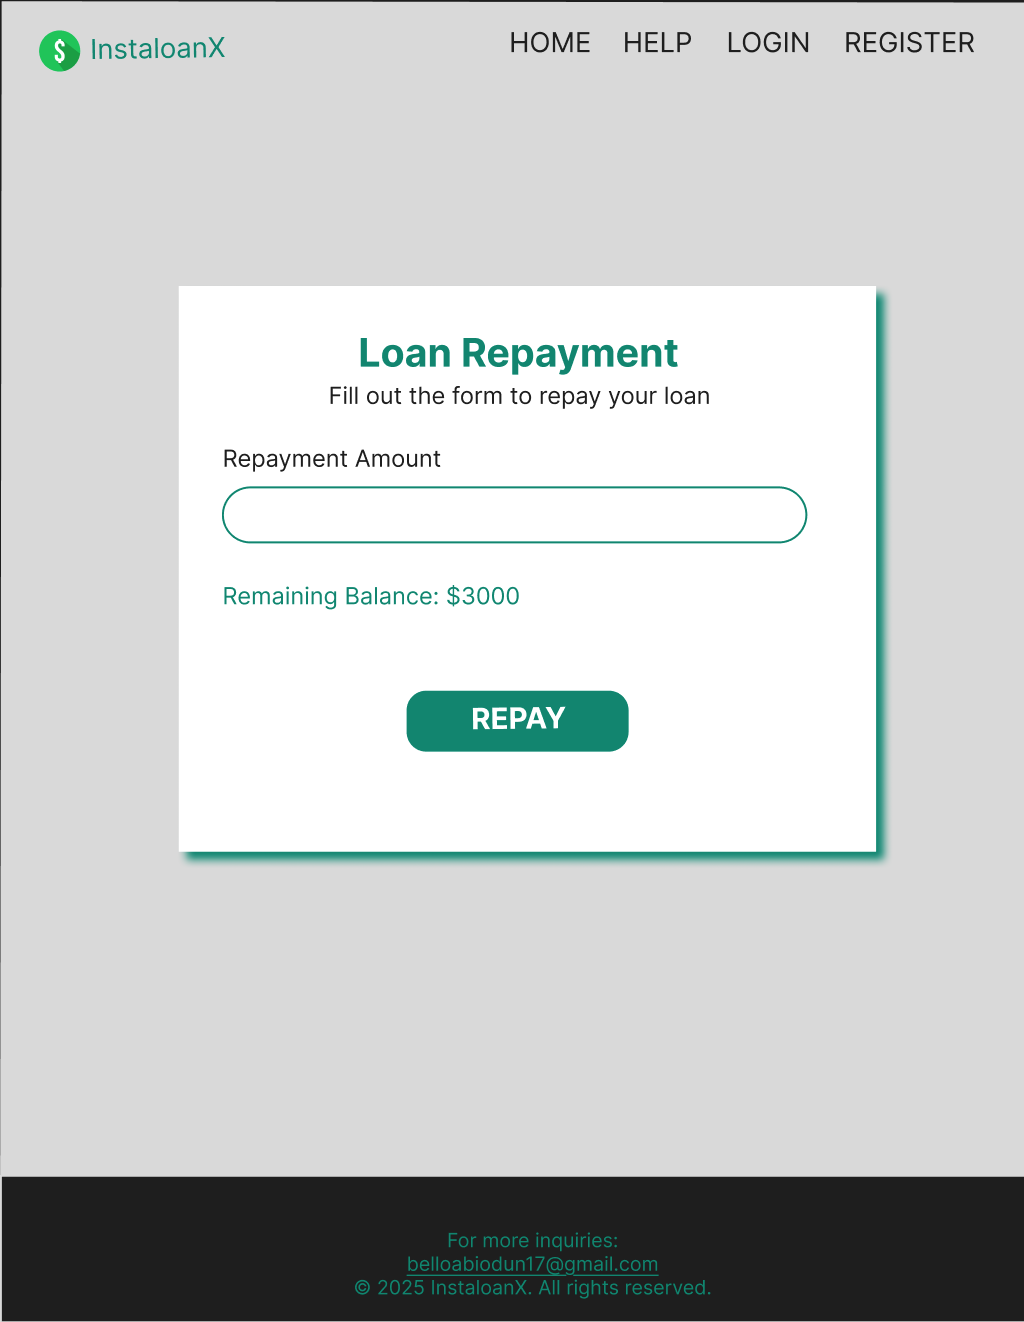 InstaloanX
HOME HELP LOGIN REGISTER
Loan Repayment
Fill out the form to repay your loan
Repayment Amount
Remaining Balance: $3000
REPAY
For more inquiries:
belloabiodun17@gmail.com
© 2025 InstaloanX. All rights reserved.